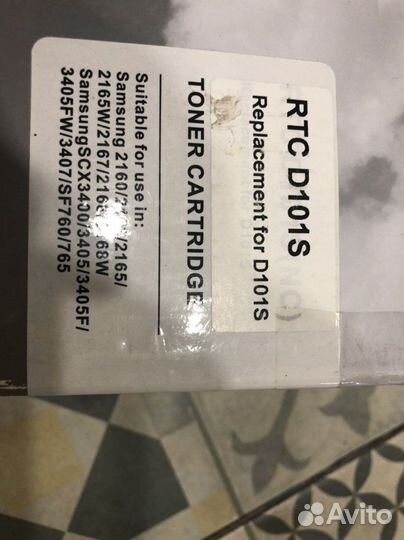 RTC D101S
Replacement for D101S
TONER CARTRIDGE
Suitable for use in:
Samsung 2165/
2165W/2167/
SamsungSCX3400/3405/3405F/
3405FW/3407/SF760/765
Avito